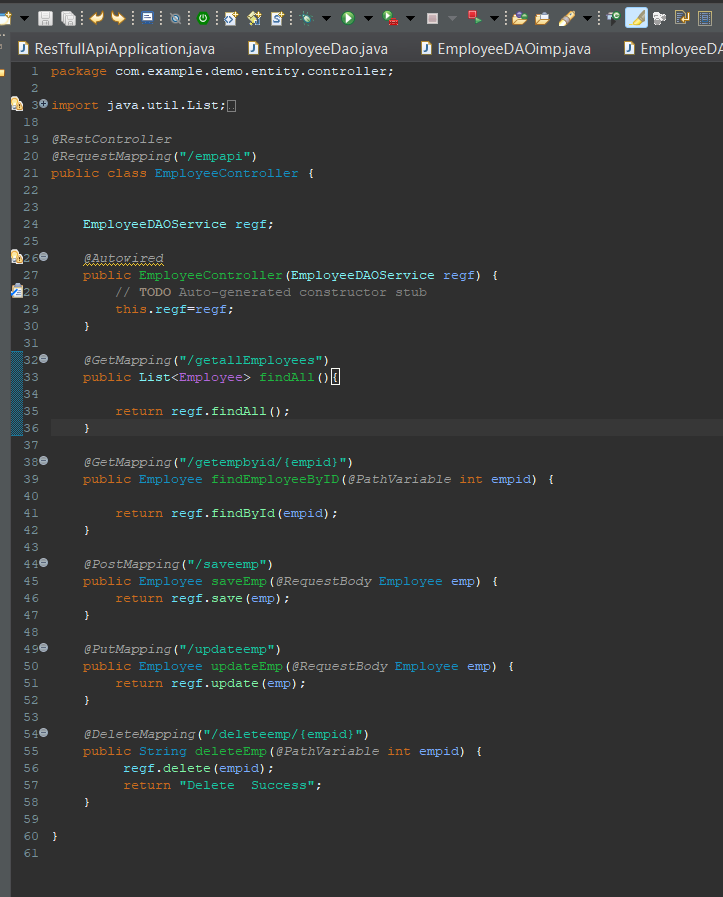 ResTfullApiApplication.java EmployeeDao.java EmployeeDAOimp.java EmployeeDA
1 package com.example.demo.entity.controller;
2
3 import java.util.List;
18
19 @RestController
20 @RequestMapping("/empapi")
21 public class EmployeeController {
22
23
24 EmployeeDAOService regf;
25
26 @Autowired
27 public EmployeeController(EmployeeDAOService regf) {
28 // TODO Auto-generated constructor stub
29 this.regf=regf;
30 }
31
32 @GetMapping("/getallEmployees")
33 public List<Employee> findAll(){
34
35 return regf.findAll();
36 }
37
38 @GetMapping("/getempbyid/{empid}")
39 public Employee findEmployeeByID(@PathVariable int empid) {
40
41 return regf.findById(empid);
42 }
43
44 @PostMapping("/saveemp")
45 public Employee saveEmp(@RequestBody Employee emp) {
46 return regf.save(emp);
47 }
48
49 @PutMapping("/updateemp")
50 public Employee updateEmp(@RequestBody Employee emp) {
51 return regf.update(emp);
52 }
53
54 @DeleteMapping("/deleteemp/{empid}")
55 public String deleteEmp(@PathVariable int empid) {
56 regf.delete(empid);
57 return "Delete  Success";
58 }
59
60 }
61